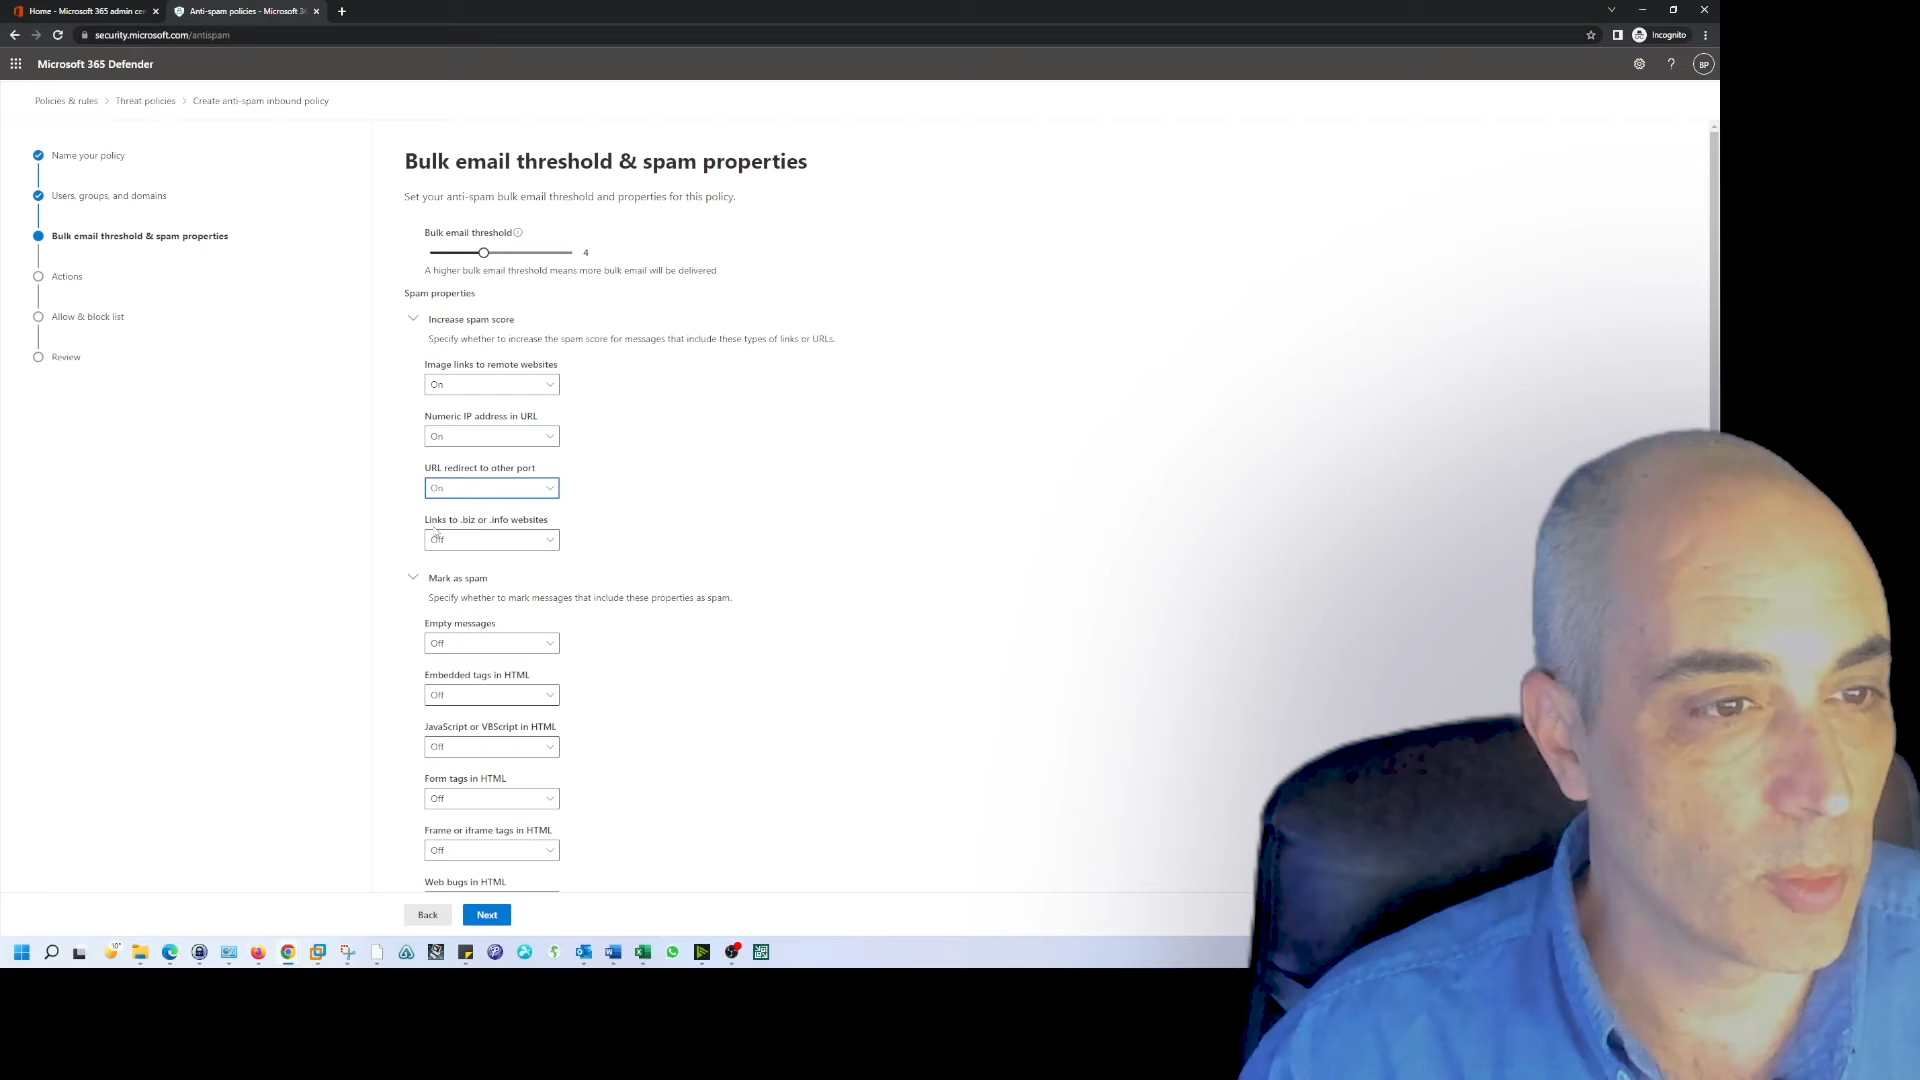 Home - Microsoft 365 admin cen
Anti-spam policies - Microsoft 3
security.microsoft.com/antispam
Incognito
Microsoft 365 Defender
?
BP
Policies & rules > Threat policies > Create anti-spam inbound policy
Name your policy
Users, groups, and domains
Bulk email threshold & spam properties
Actions
Allow & block list
Review
Bulk email threshold & spam properties
Set your anti-spam bulk email threshold and properties for this policy.
Bulk email threshold
4
A higher bulk email threshold means more bulk email will be delivered
Spam properties
Increase spam score
Specify whether to increase the spam score for messages that include these types of links or URLs.
Image links to remote websites
On
Numeric IP address in URL
On
URL redirect to other port
On
Links to .biz or .info websites
Off
Mark as spam
Specify whether to mark messages that include these properties as spam.
Empty messages
Off
Embedded tags in HTML
Off
JavaScript or VBScript in HTML
Off
Form tags in HTML
Off
Frame or iframe tags in HTML
Off
Web bugs in HTML
Back
Next
10°